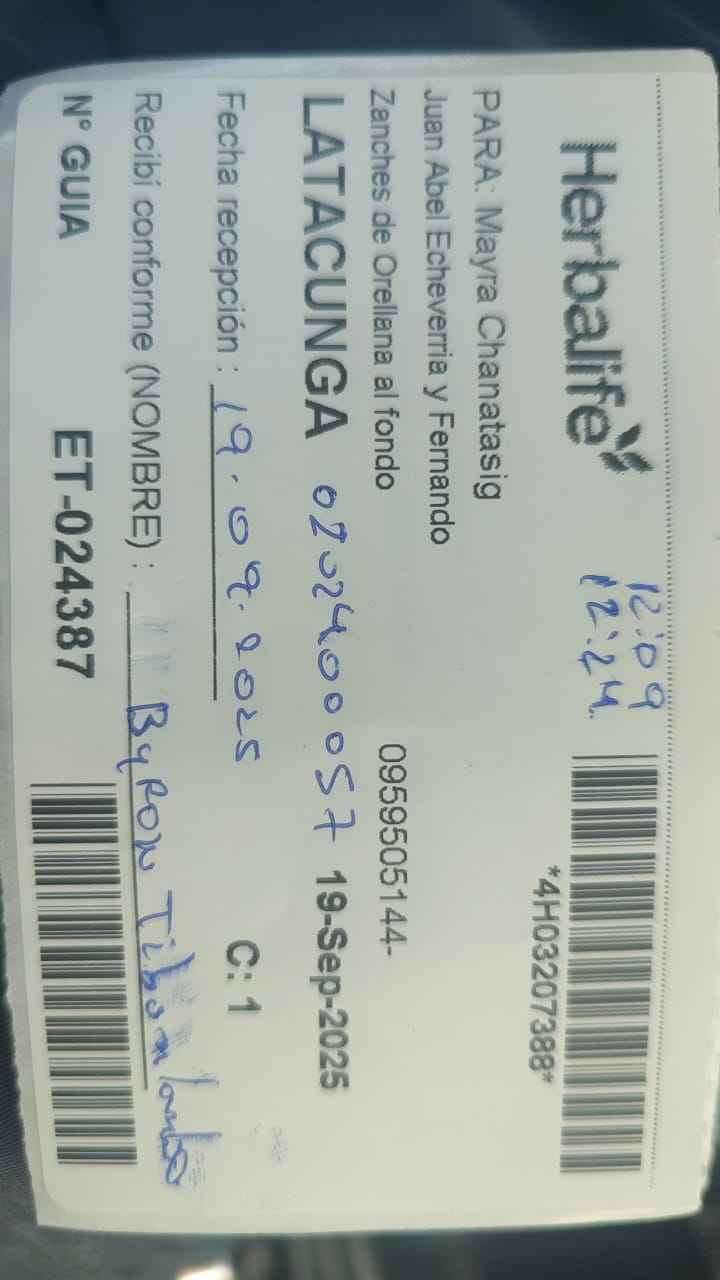 Herbalife
12:09
12:24.
*4H03207388*
PARA: Mayra Chanatasig
Juan Abel Echeverria y Fernando
Zanches de Orellana al fondo
0959505144-
LATACUNGA 0202400057 19-Sep-2025
Fecha recepción : 19.09.2025 C: 1
Recibí conforme (NOMBRE) : Byron
N° GUIA ET-024387